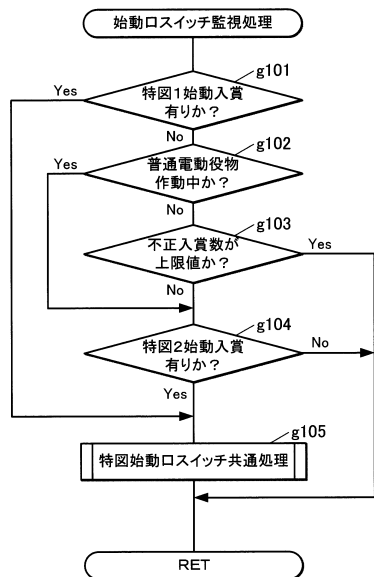 始動口スイッチ監視処理
g101
Yes
特図１始動入賞
有りか？
No
g102
Yes
普通電動役物
作動中か？
No
g103
不正入賞数が
上限値か？
Yes
No
g104
特図２始動入賞
有りか？
No
Yes
g105
特図始動口スイッチ共通処理
RET